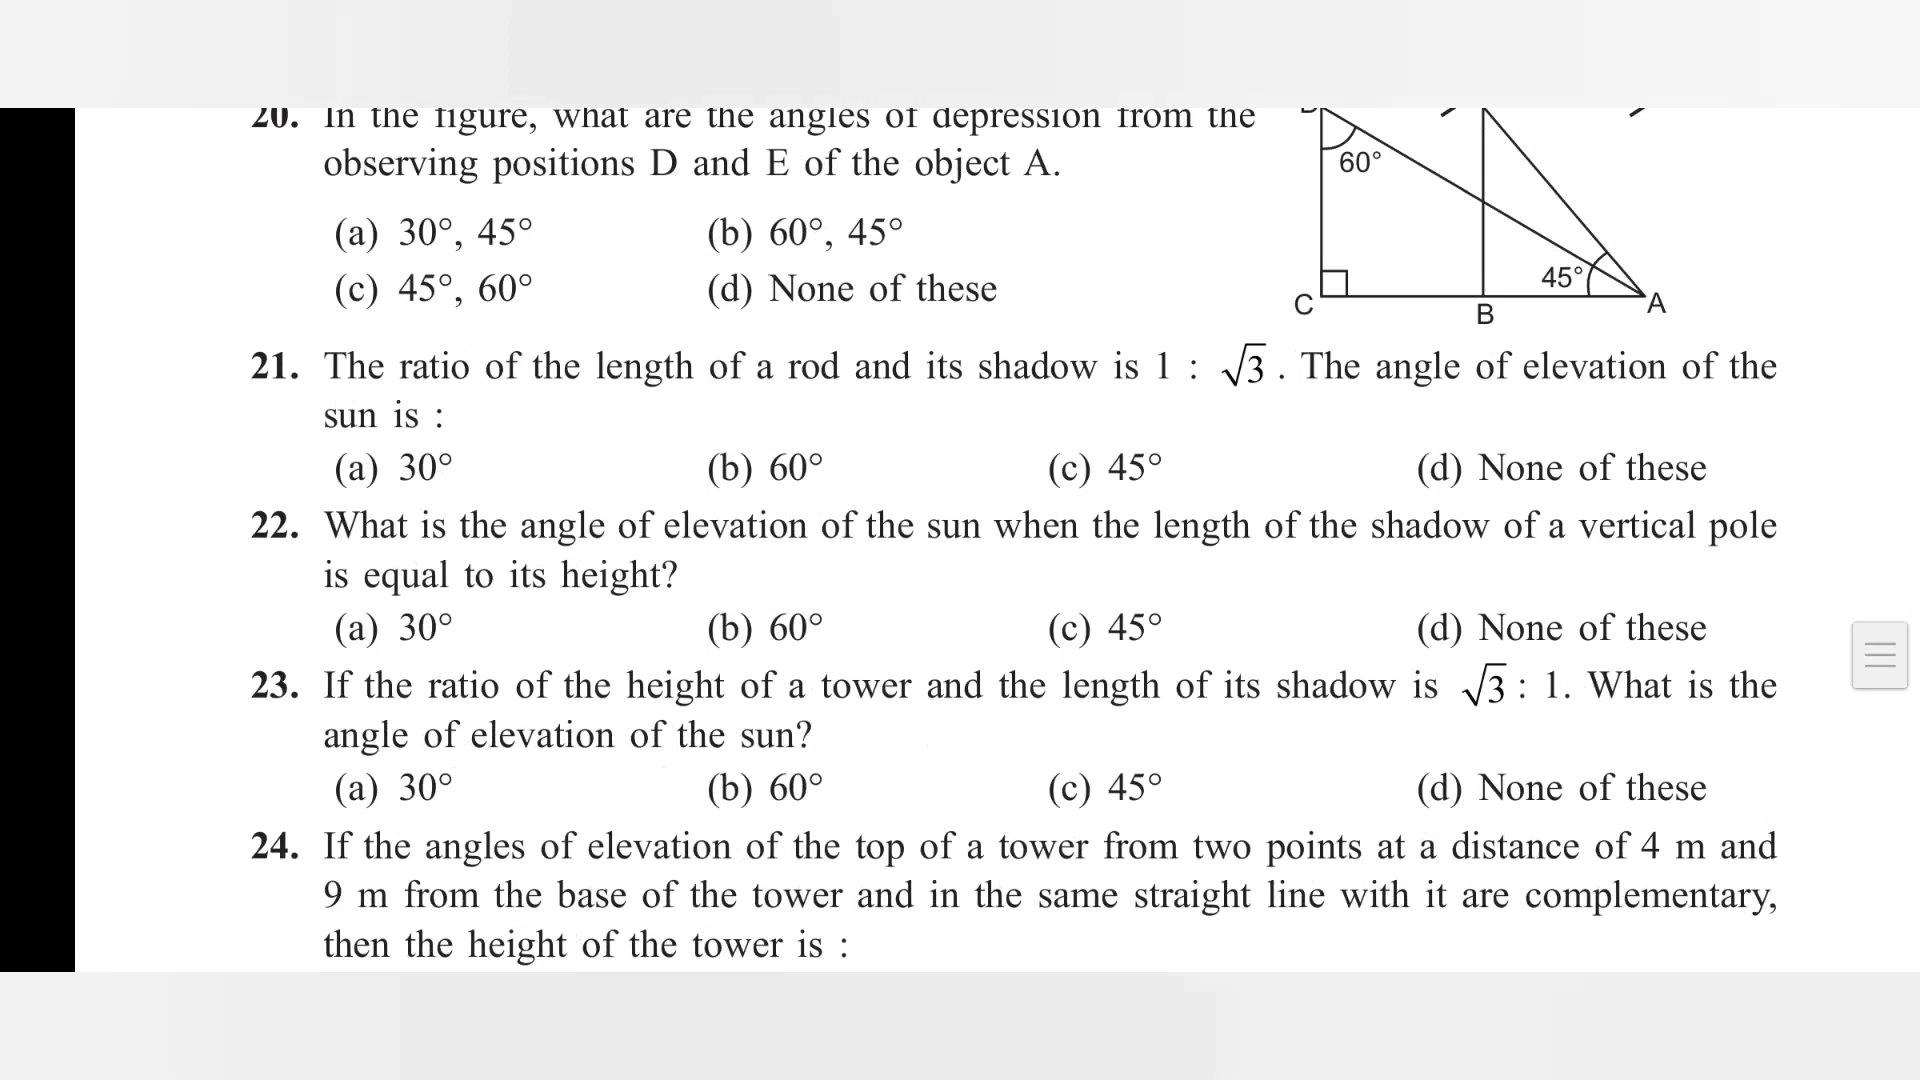 20. In the figure, what are the angles of depression from the
observing positions D and E of the object A.
(a) 30°, 45° (b) 60°, 45°
(c) 45°, 60° (d) None of these
60°
45°
C
B
A
21. The ratio of the length of a rod and its shadow is 1 : √3 . The angle of elevation of the
sun is :
(a) 30° (b) 60° (c) 45° (d) None of these
22. What is the angle of elevation of the sun when the length of the shadow of a vertical pole
is equal to its height?
(a) 30° (b) 60° (c) 45° (d) None of these
23. If the ratio of the height of a tower and the length of its shadow is √3 : 1. What is the
angle of elevation of the sun?
(a) 30° (b) 60° (c) 45° (d) None of these
24. If the angles of elevation of the top of a tower from two points at a distance of 4 m and
9 m from the base of the tower and in the same straight line with it are complementary,
then the height of the tower is :